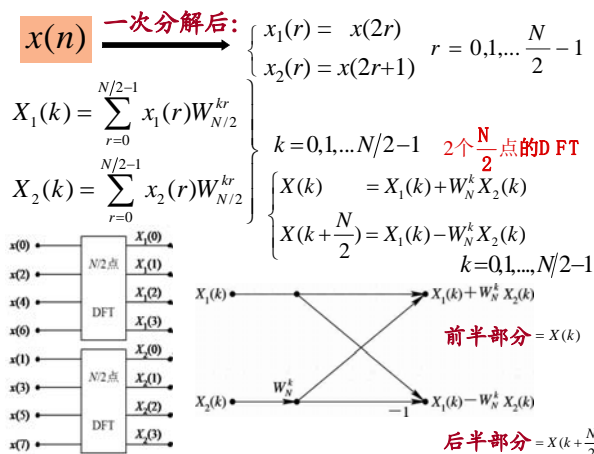 x(n) 一次分解后: x₁(r) = x(2r)
x₂(r) = x(2r+1) r = 0,1,... N/2 − 1
X₁(k) = ∑_{r=0}^{N/2−1} x₁(r)W_{N/2}^{kr}
X₂(k) = ∑_{r=0}^{N/2−1} x₂(r)W_{N/2}^{kr}
k = 0,1,...N/2−1 2个 N/2 点的DFT
X(k) = X₁(k)+W_N^k X₂(k)
X(k+N/2) = X₁(k)−W_N^k X₂(k)
k=0,1,...,N/2−1
x(0) X₁(0)
x(2) N/2点 X₁(1)
x(4) X₁(2)
x(6) DFT X₁(3)
x(1) X₂(0)
x(3) N/2点 X₂(1)
x(5) X₂(2)
x(7) DFT X₂(3)
X₁(k) X₁(k)+W_N^k X₂(k)
前半部分 = X(k)
X₂(k) W_N^k −1 X₁(k)−W_N^k X₂(k)
后半部分 = X(k+N/2